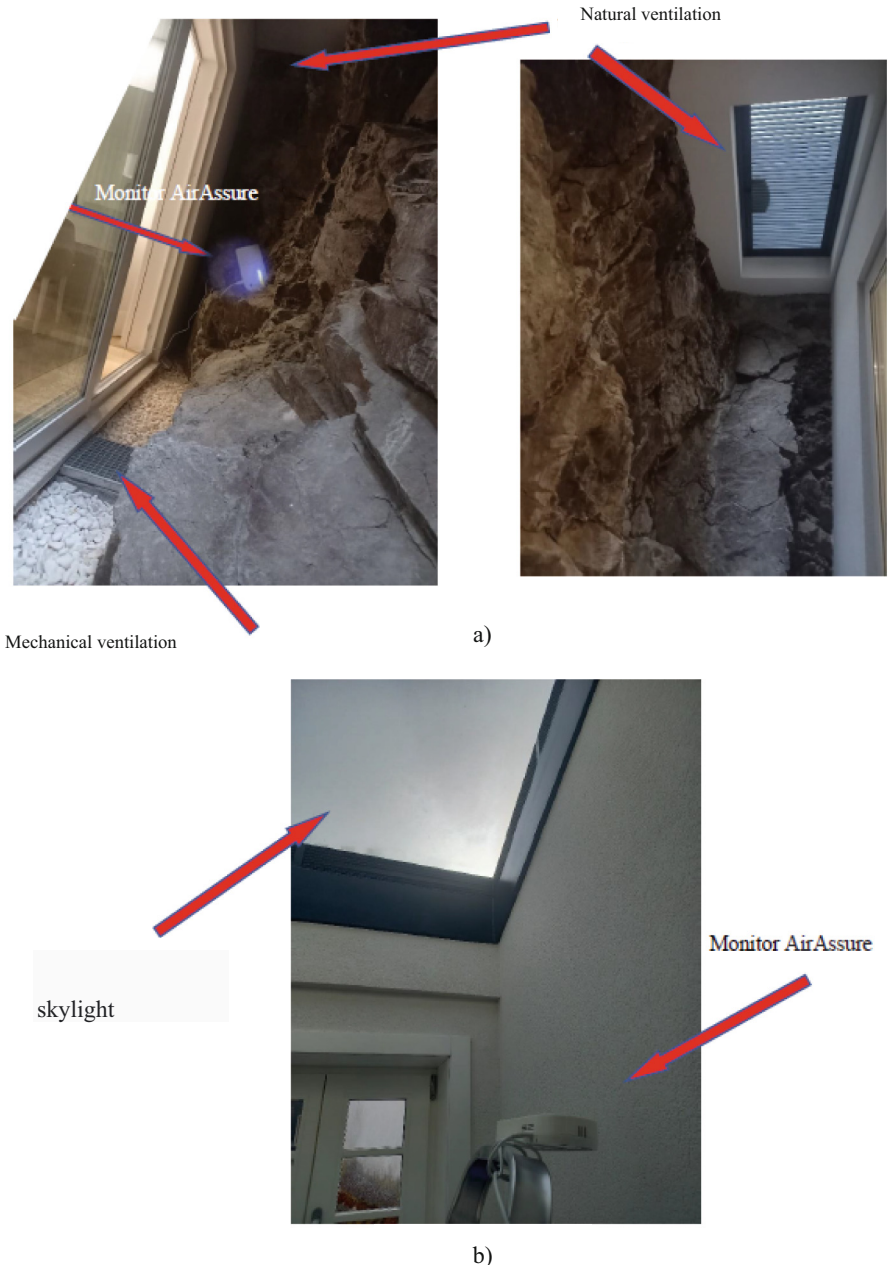 Natural ventilation
Monitor AirAssure
Mechanical ventilation
a)
skylight
Monitor AirAssure
b)